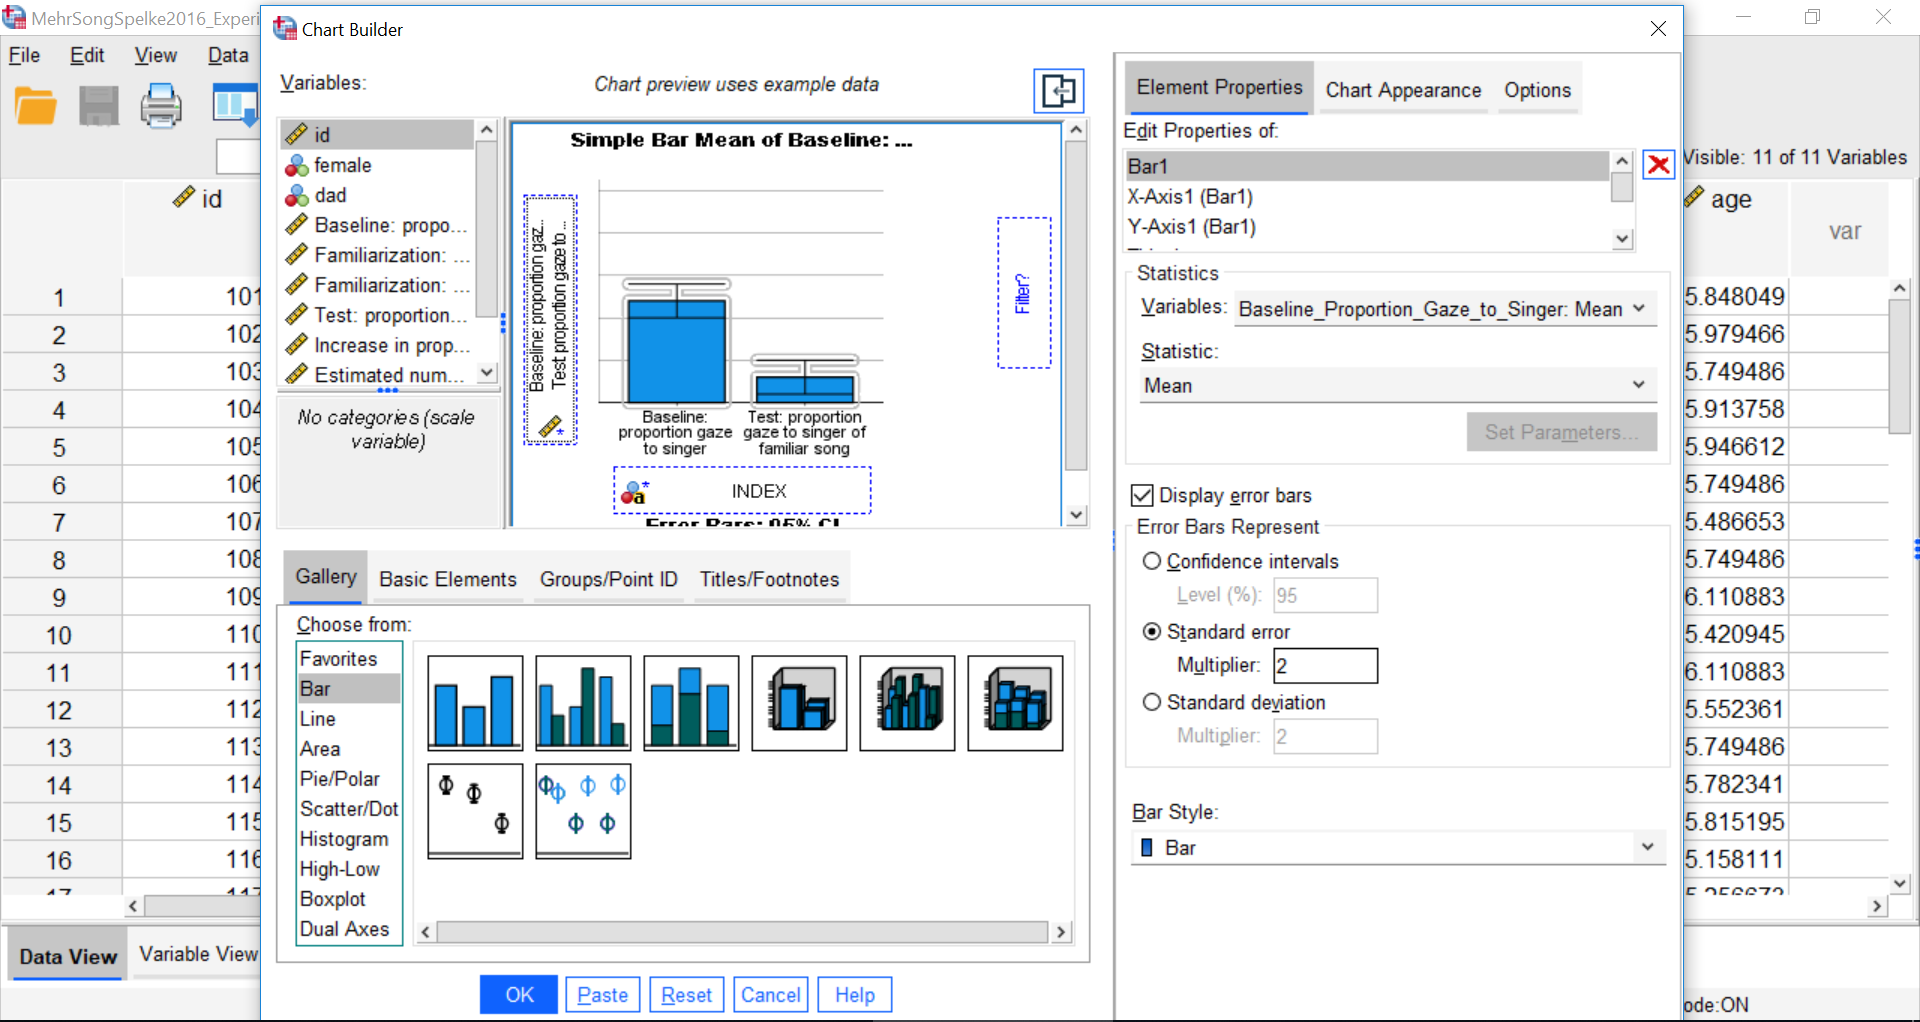 MehrSongSpelke2016_Experi
File Edit View Data
id
1 101
2 102
3 103
4 104
5 105
6 106
7 107
8 108
9 109
10 110
11 111
12 112
13 113
14 114
15 115
16 116
17 117
Data View Variable View
Chart Builder
Variables:
Chart preview uses example data
id
female
dad
Baseline: propo...
Familiarization: ...
Familiarization: ...
Test: proportion...
Increase in prop...
Estimated num...
No categories (scale
variable)
Simple Bar Mean of Baseline: ...
Baseline: proportion gaz...
Test: proportion gaze to ...
Filter?
Baseline:
proportion gaze
to singer
Test: proportion
gaze to singer of
familiar song
INDEX
Error Bars: 95% CI
Gallery Basic Elements Groups/Point ID Titles/Footnotes
Choose from:
Favorites
Bar
Line
Area
Pie/Polar
Scatter/Dot
Histogram
High-Low
Boxplot
Dual Axes
OK Paste Reset Cancel Help
Element Properties Chart Appearance Options
Edit Properties of:
Bar1
X-Axis1 (Bar1)
Y-Axis1 (Bar1)
Statistics
Variables: Baseline_Proportion_Gaze_to_Singer: Mean
Statistic:
Mean
Set Parameters...
Display error bars
Error Bars Represent
Confidence intervals
Level (%): 95
Standard error
Multiplier: 2
Standard deviation
Multiplier: 2
Bar Style:
Bar
Visible: 11 of 11 Variables
age var
5.848049
5.979466
5.749486
5.913758
5.946612
5.749486
5.486653
5.749486
6.110883
5.420945
6.110883
5.552361
5.749486
5.782341
5.815195
5.158111
5.256673
ode:ON